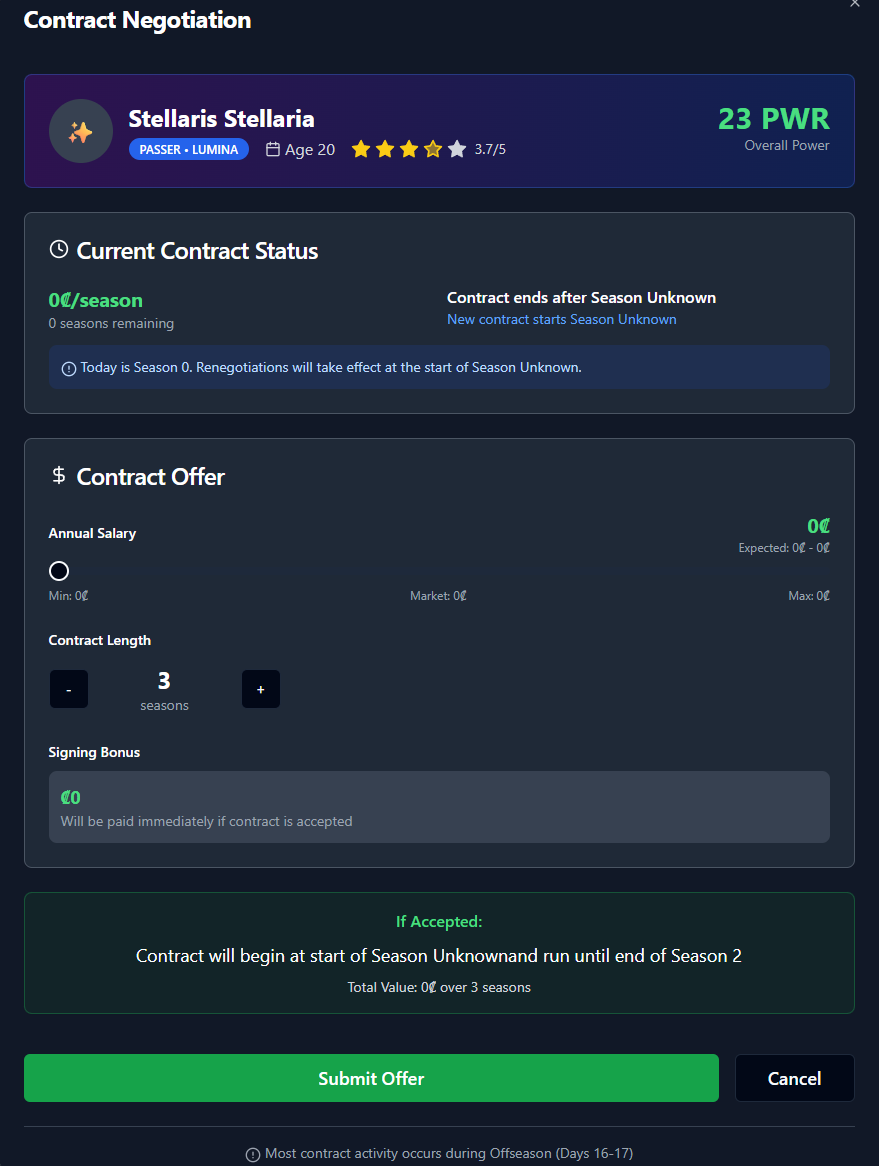 Contract Negotiation
Stellaris Stellaria
23 PWR
PASSER • LUMINA
Age 20
3.7/5
Overall Power
Current Contract Status
0₡/season
0 seasons remaining
Contract ends after Season Unknown
New contract starts Season Unknown
Today is Season 0. Renegotiations will take effect at the start of Season Unknown.
Contract Offer
Annual Salary
0₡
Expected: 0₡ - 0₡
Min: 0₡
Market: 0₡
Max: 0₡
Contract Length
-
3
+
seasons
Signing Bonus
₡0
Will be paid immediately if contract is accepted
If Accepted:
Contract will begin at start of Season Unknownand run until end of Season 2
Total Value: 0₡ over 3 seasons
Submit Offer
Cancel
Most contract activity occurs during Offseason (Days 16-17)